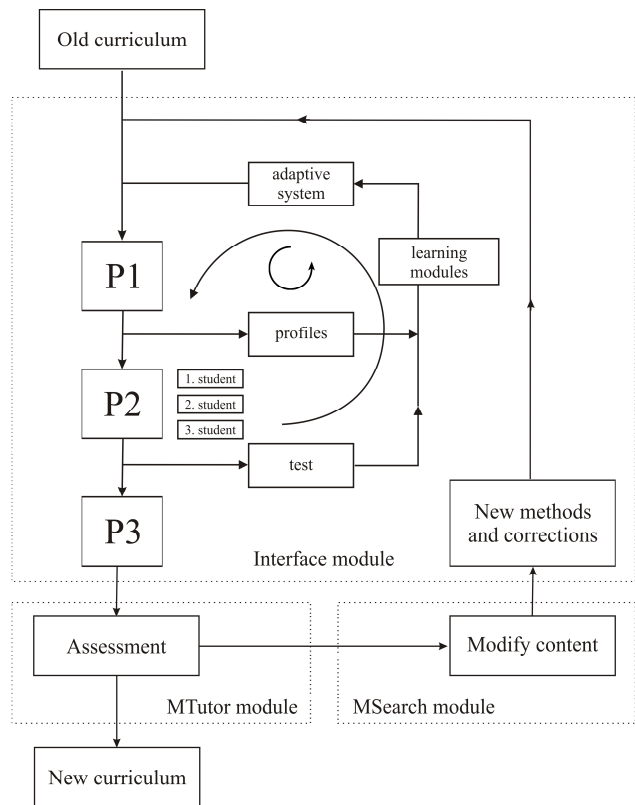 Old curriculum
adaptive
system
P1
learning
modules
profiles
P2
1. student
2. student
3. student
test
P3
New methods
and corrections
Interface module
Assessment
Modify content
MTutor module
MSearch module
New curriculum